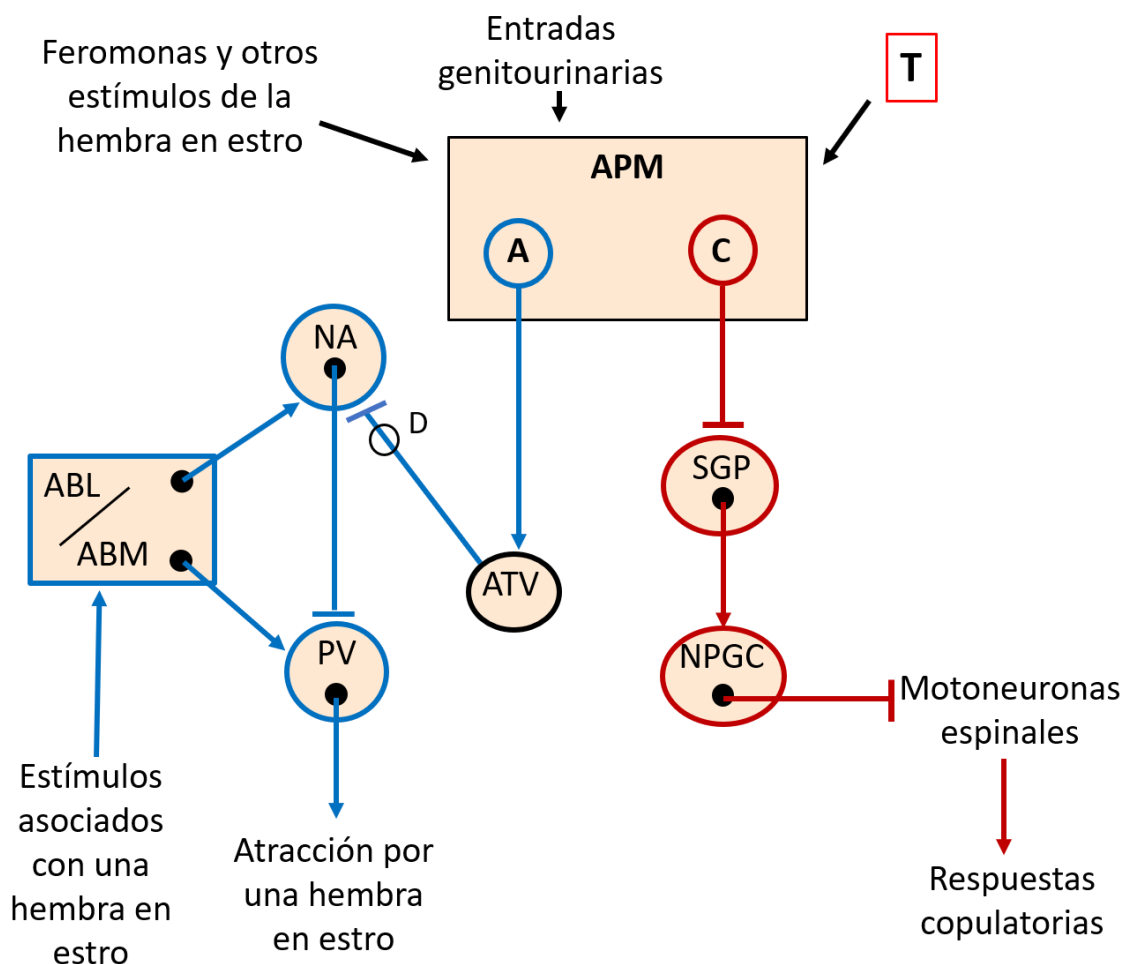 Feromonas y otros
estímulos de la
hembra en estro
Entradas
genitourinarias
T
APM
A
C
NA
D
ABL
ABM
ATV
SGP
PV
NPGC
Motoneuronas
espinales
Estímulos
asociados
con una
hembra en
estro
Atracción por
una hembra
en estro
Respuestas
copulatorias